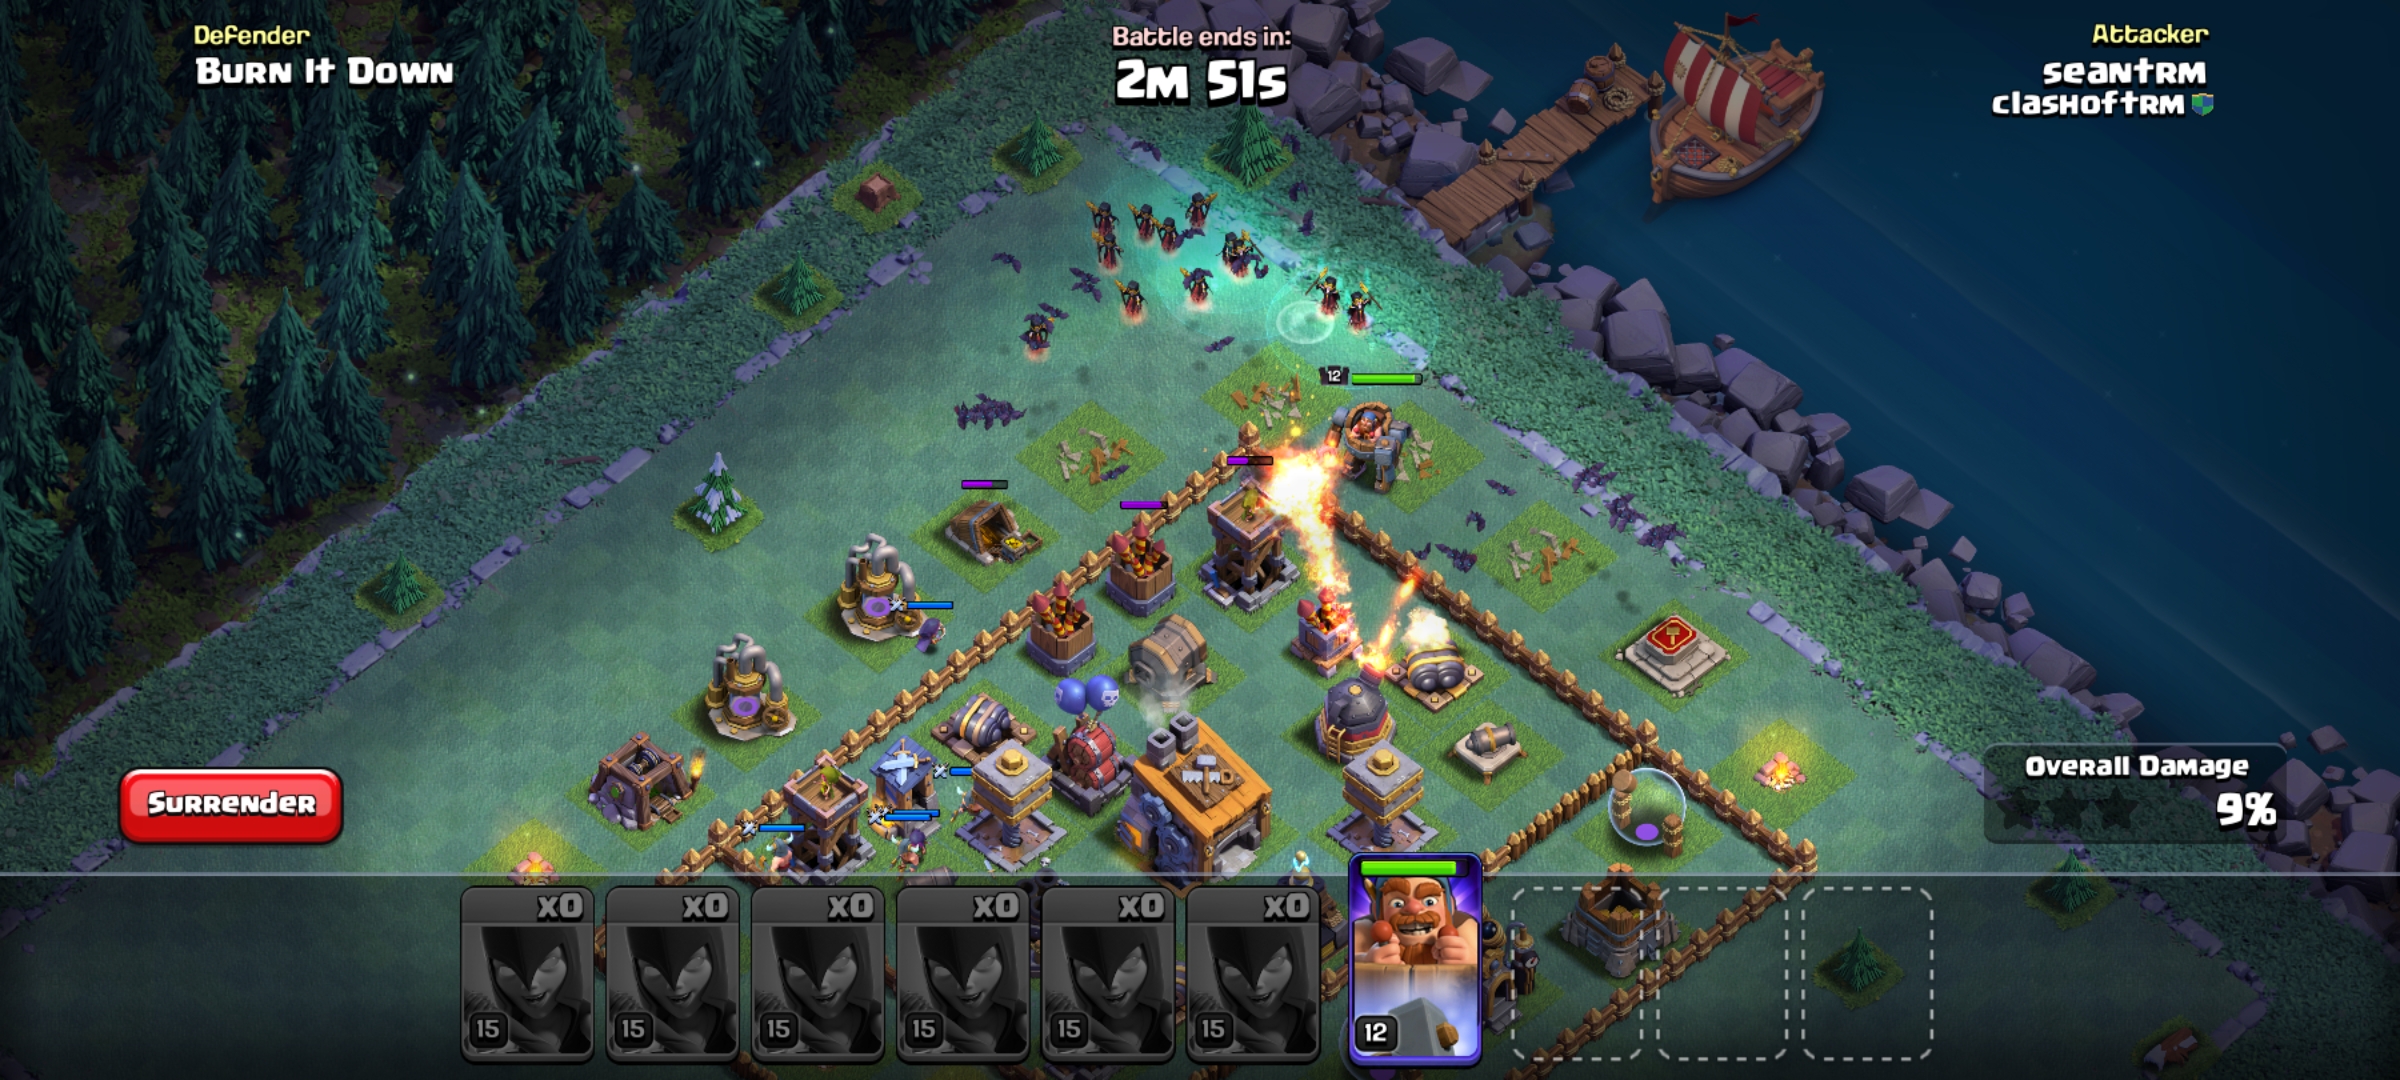 Defender
Burn It Down
Battle ends in:
2M 51s
Attacker
seantRM
clashoftRM
12
Surrender
Overall Damage
9%
x0
x0
x0
x0
x0
x0
15
15
15
15
15
15
12